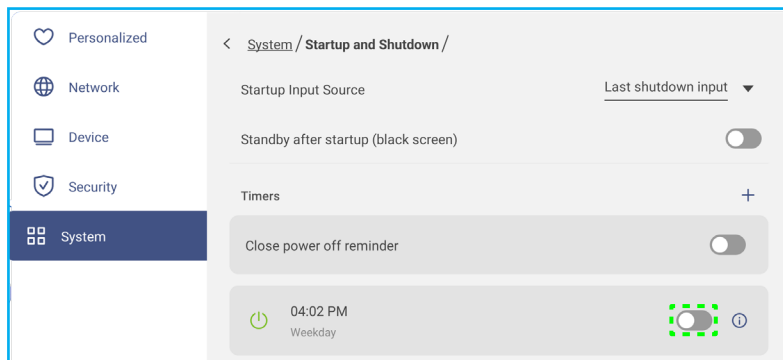 Personalized
Network
Device
Security
System
System / Startup and Shutdown /
Startup Input Source Last shutdown input
Standby after startup (black screen)
Timers
Close power off reminder
04:02 PM
Weekday